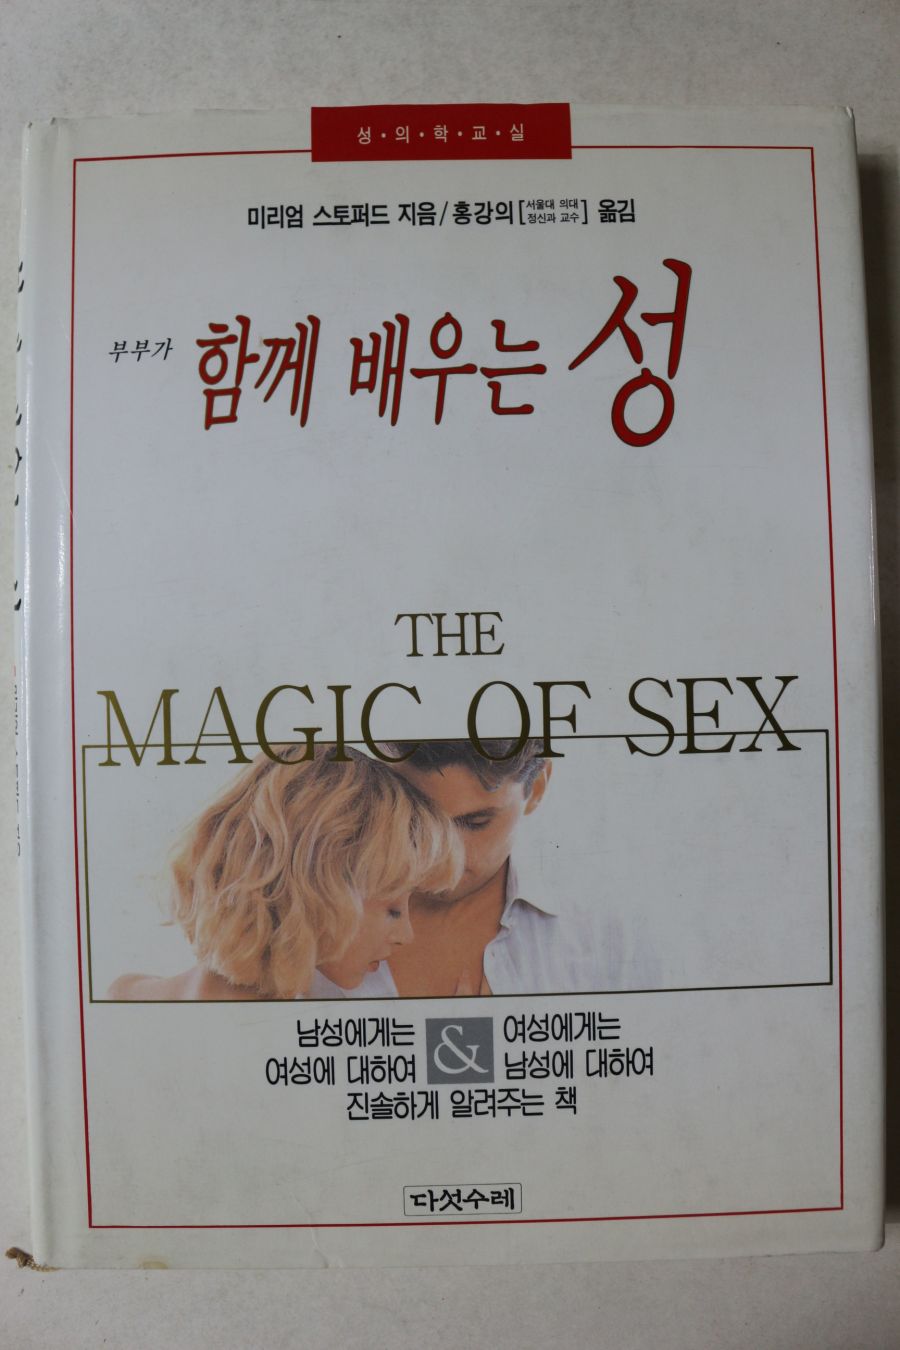 성·의·학·교·실
미리엄 스토퍼드 지음/홍강의[서울대 의대 정신과 교수] 옮김
부부가 함께 배우는 성
THE
MAGIC OF SEX
남성에게는 & 여성에게는
여성에 대하여 남성에 대하여
진솔하게 알려주는 책
다섯수레